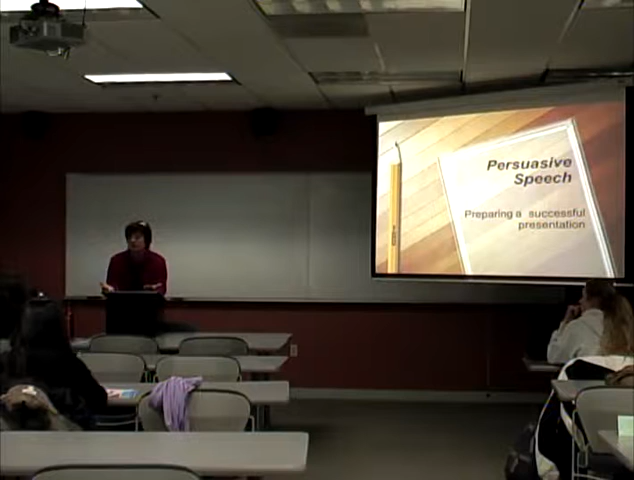 Persuasive
Speech
Preparing a successful
presentation